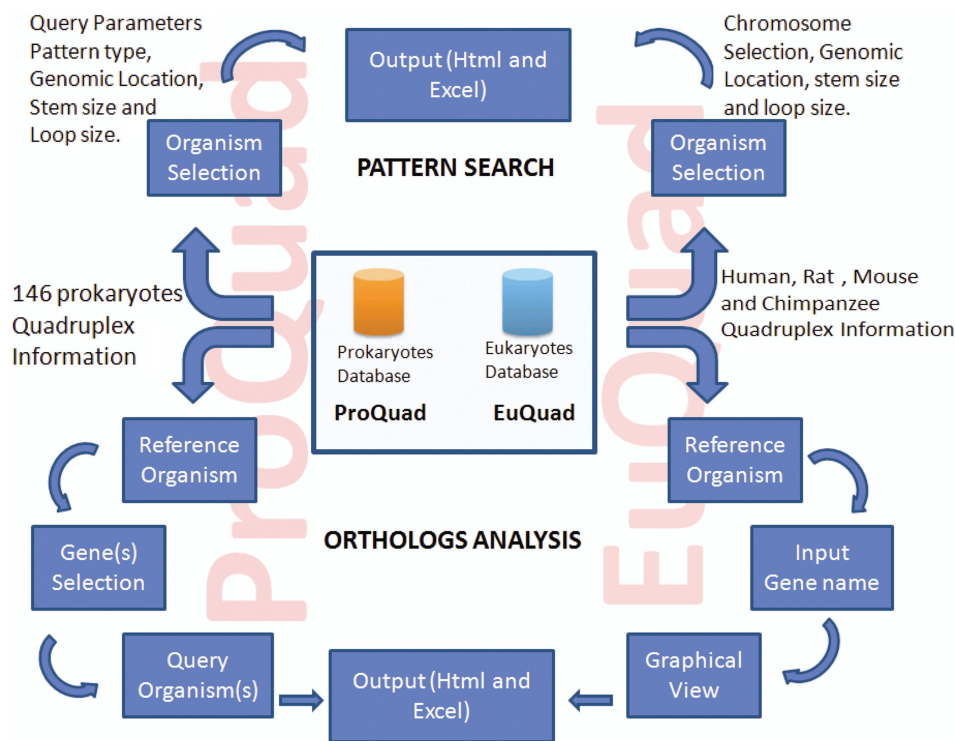 Query Parameters
Pattern type,
Genomic Location,
Stem size and
Loop size.
Organism
Selection
Output (Html and
Excel)
Chromosome
Selection, Genomic
Location, stem size
and loop size.
Organism
Selection
PATTERN SEARCH
ProQuad
EuQuad
146 prokaryotes
Quadruplex
Information
Prokaryotes
Database
ProQuad
Eukaryotes
Database
EuQuad
Human, Rat , Mouse
and Chimpanzee
Quadruplex Information
Reference
Organism
Reference
Organism
ORTHOLOGS ANALYSIS
Gene(s)
Selection
Input
Gene name
Query
Organism(s)
Output (Html and
Excel)
Graphical
View